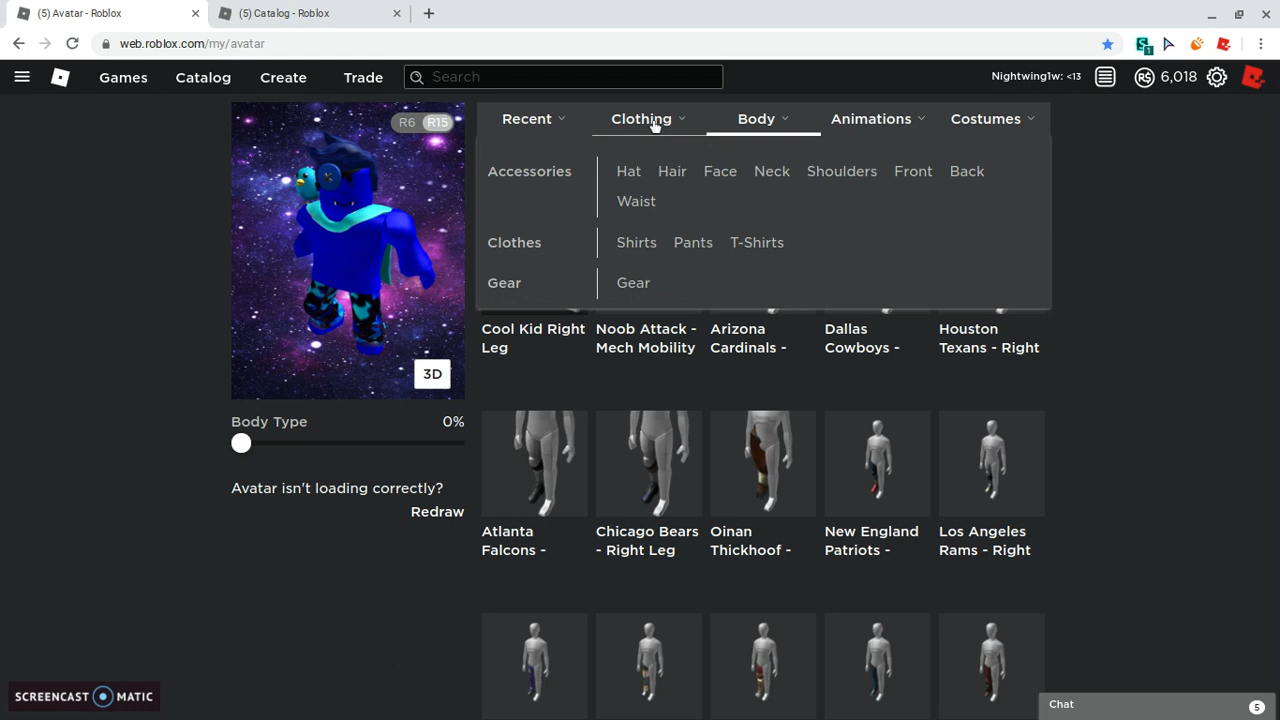 (5) Avatar - Roblox
(5) Catalog - Roblox
web.roblox.com/my/avatar
1
Games
Catalog
Create
Trade
Search
Nightwing1w: <13
R$ 6,018
R6 R15
3D
Body Type 0%
Avatar isn't loading correctly?
Redraw
Recent
Clothing
Body
Animations
Costumes
Accessories
Hat Hair Face Neck Shoulders Front Back
Waist
Clothes
Shirts Pants T-Shirts
Gear
Gear
Cool Kid Right
Leg
Noob Attack -
Mech Mobility
Arizona
Cardinals -
Dallas
Cowboys -
Houston
Texans - Right
Atlanta
Falcons -
Chicago Bears
- Right Leg
Oinan
Thickhoof -
New England
Patriots -
Los Angeles
Rams - Right
SCREENCAST MATIC
Chat 5